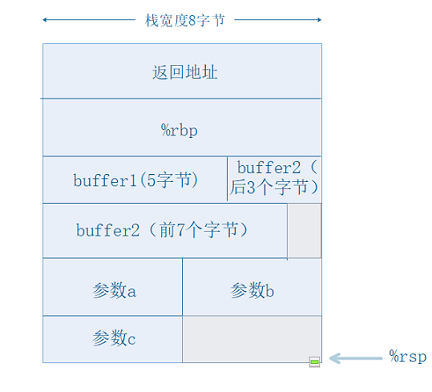 栈宽度8字节
返回地址
%rbp
buffer1(5字节)
buffer2（
后3个字节）
buffer2（前7个字节）
参数a
参数b
参数c
%rsp